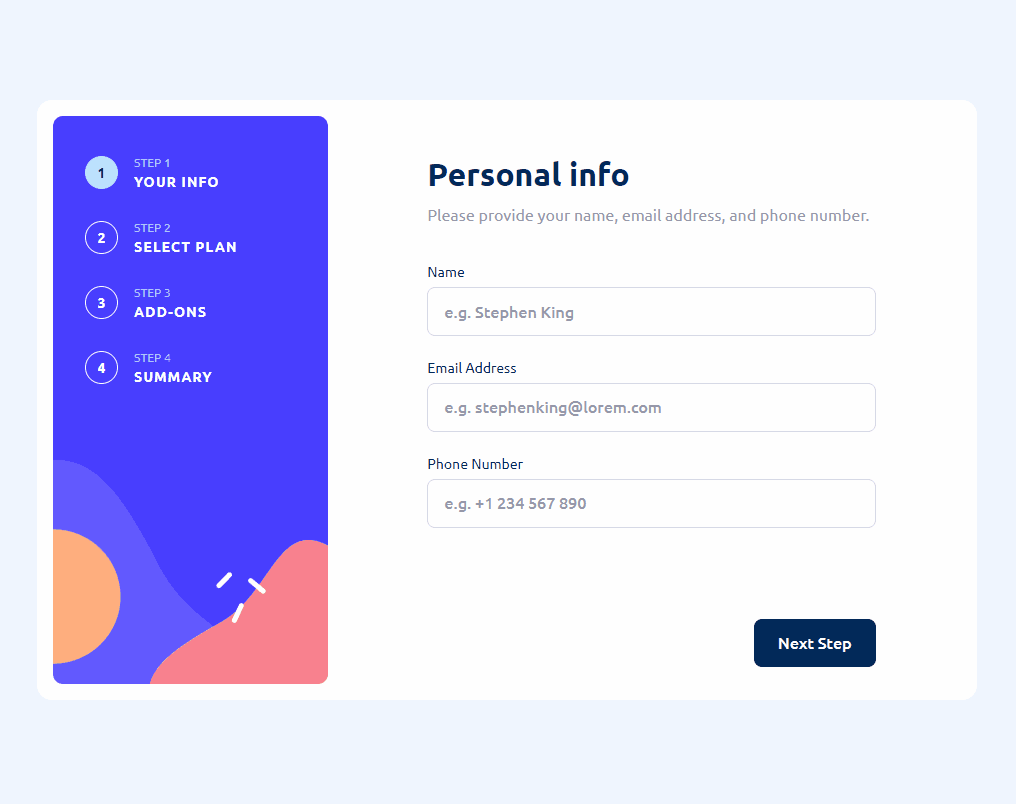 1
STEP 1
YOUR INFO
2
STEP 2
SELECT PLAN
3
STEP 3
ADD-ONS
4
STEP 4
SUMMARY
Personal info
Please provide your name, email address, and phone number.
Name
e.g. Stephen King
Email Address
e.g. stephenking@lorem.com
Phone Number
e.g. +1 234 567 890
Next Step